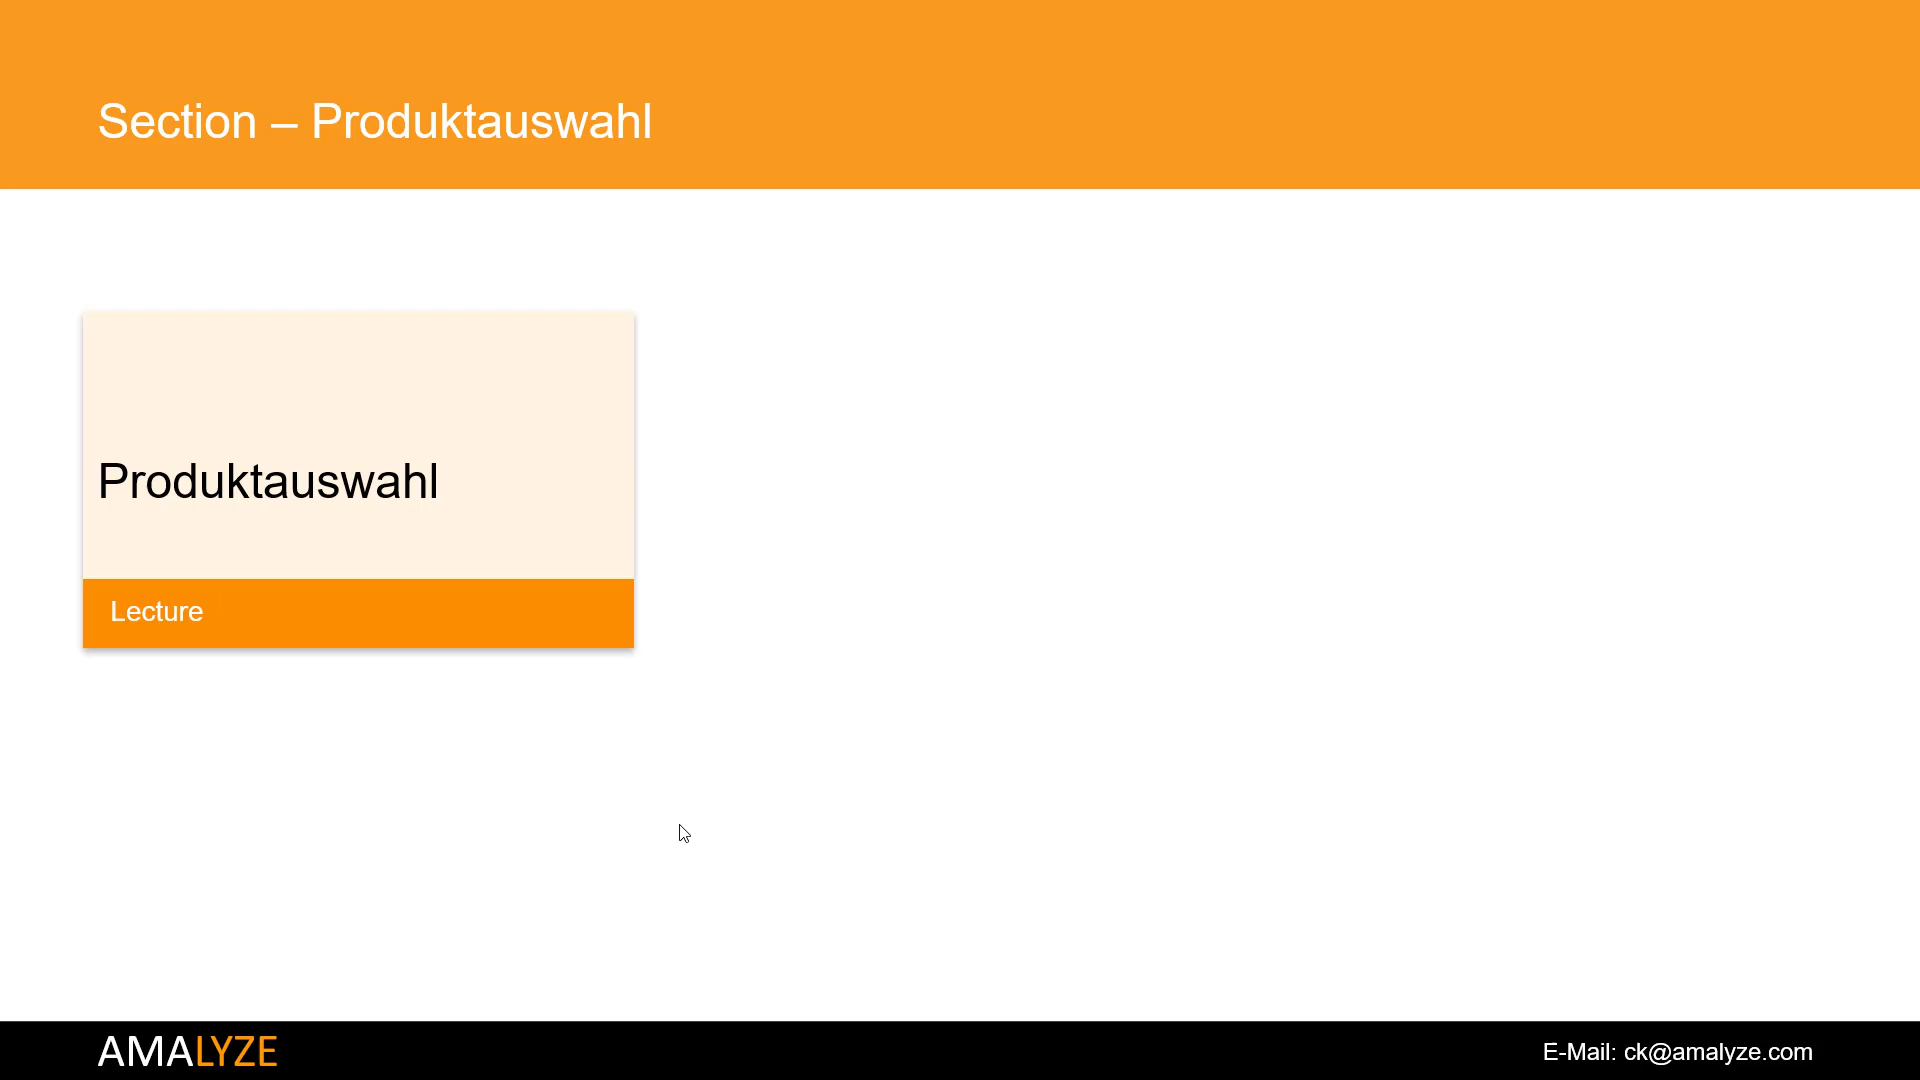 Section – Produktauswahl
Produktauswahl
Lecture
AMALYZE
E-Mail: ck@amalyze.com